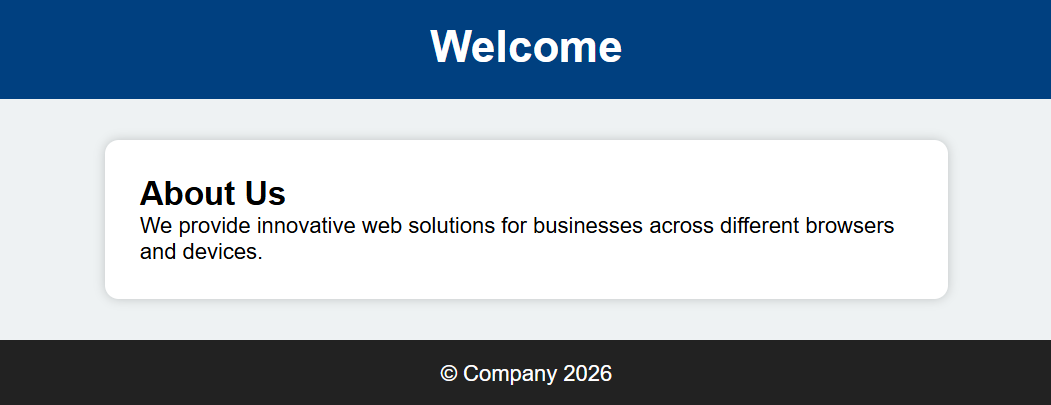 Welcome
About Us
We provide innovative web solutions for businesses across different browsers
and devices.
© Company 2026